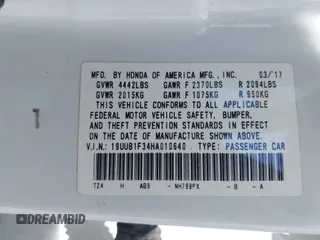 MFD. BY HONDA OF AMERICA MFG., INC. 03/17
GVWR 4442LBS GAWR F 2370LBS R 2094LBS
GVWR 2015KG GAWR F 1075KG R 950KG
THIS VEHICLE CONFORMS TO ALL APPLICABLE
FEDERAL MOTOR VEHICLE SAFETY, BUMPER,
AND THEFT PREVENTION STANDARDS IN EFFECT
ON THE DATE OF MANUFACTURE SHOWN ABOVE.
V.I.N.: 19UUB1F34HA010640 TYPE: PASSENGER CAR
TZ4 H AB9 - NH788PX - B - A
AUTOHELPERBOT.COM